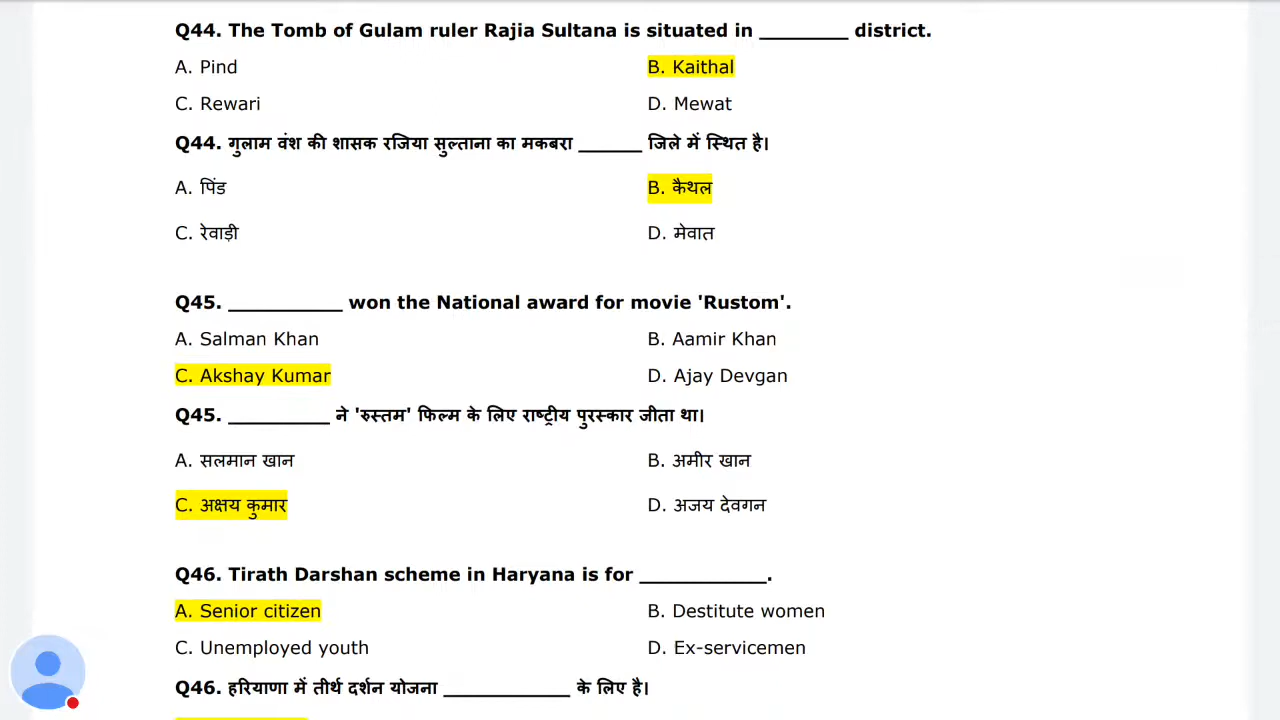 Q44. The Tomb of Gulam ruler Rajia Sultana is situated in ________ district.
A. Pind B. Kaithal
C. Rewari D. Mewat
Q44. गुलाम वंश की शासक रजिया सुल्ताना का मकबरा ______ जिले में स्थित है।
A. पिंड B. कैथल
C. रेवाड़ी D. मेवात
Q45. ___________ won the National award for movie 'Rustom'.
A. Salman Khan B. Aamir Khan
C. Akshay Kumar D. Ajay Devgan
Q45. __________ ने 'रुस्तम' फिल्म के लिए राष्ट्रीय पुरस्कार जीता था।
A. सलमान खान B. अमीर खान
C. अक्षय कुमार D. अजय देवगन
Q46. Tirath Darshan scheme in Haryana is for ____________.
A. Senior citizen B. Destitute women
C. Unemployed youth D. Ex-servicemen
Q46. हरियाणा में तीर्थ दर्शन योजना ____________ के लिए है।